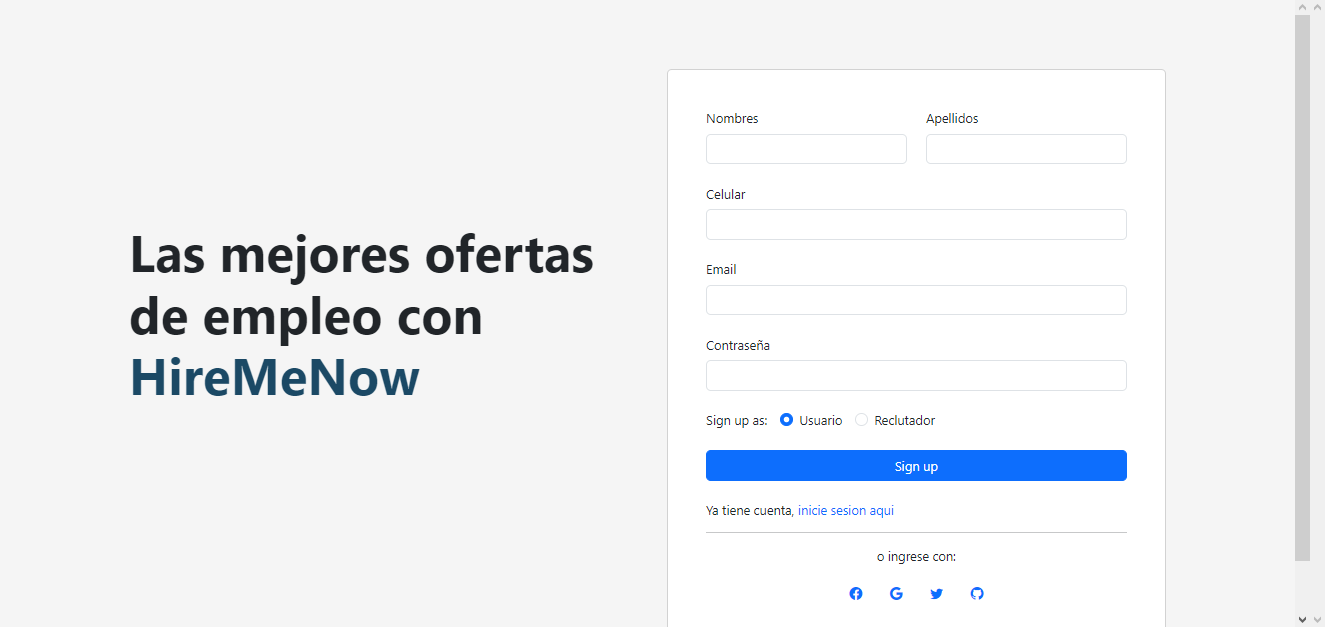 Las mejores ofertas
de empleo con
HireMeNow
Nombres
Apellidos
Celular
Email
Contraseña
Sign up as: Usuario Reclutador
Sign up
Ya tiene cuenta, inicie sesion aqui
o ingrese con: